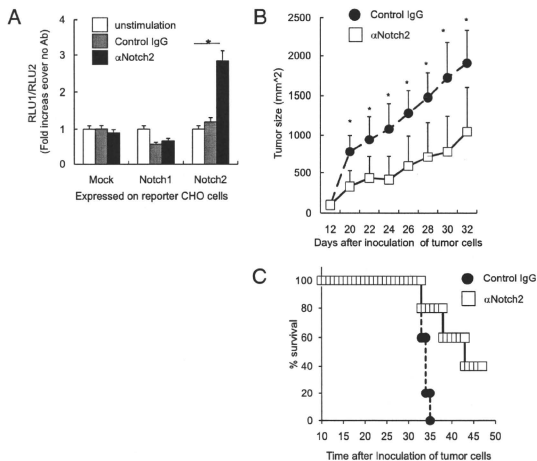 A
unstimulation
Control IgG
αNotch2
RLU1/RLU2
(Fold increas eover no Ab)
4
3
2
1
0
*
Mock Notch1 Notch2
Expressed on reporter CHO cells
B
Control IgG
αNotch2
Tumor size (mm^2)
2500
2000
1500
1000
500
0
* * * * * * *
12 20 22 24 26 28 30 32
Days after inoculation of tumor cells
C
Control IgG
αNotch2
% survival
100
80
60
40
20
0
10 15 20 25 30 35 40 45 50
Time after Inoculation of tumor cells